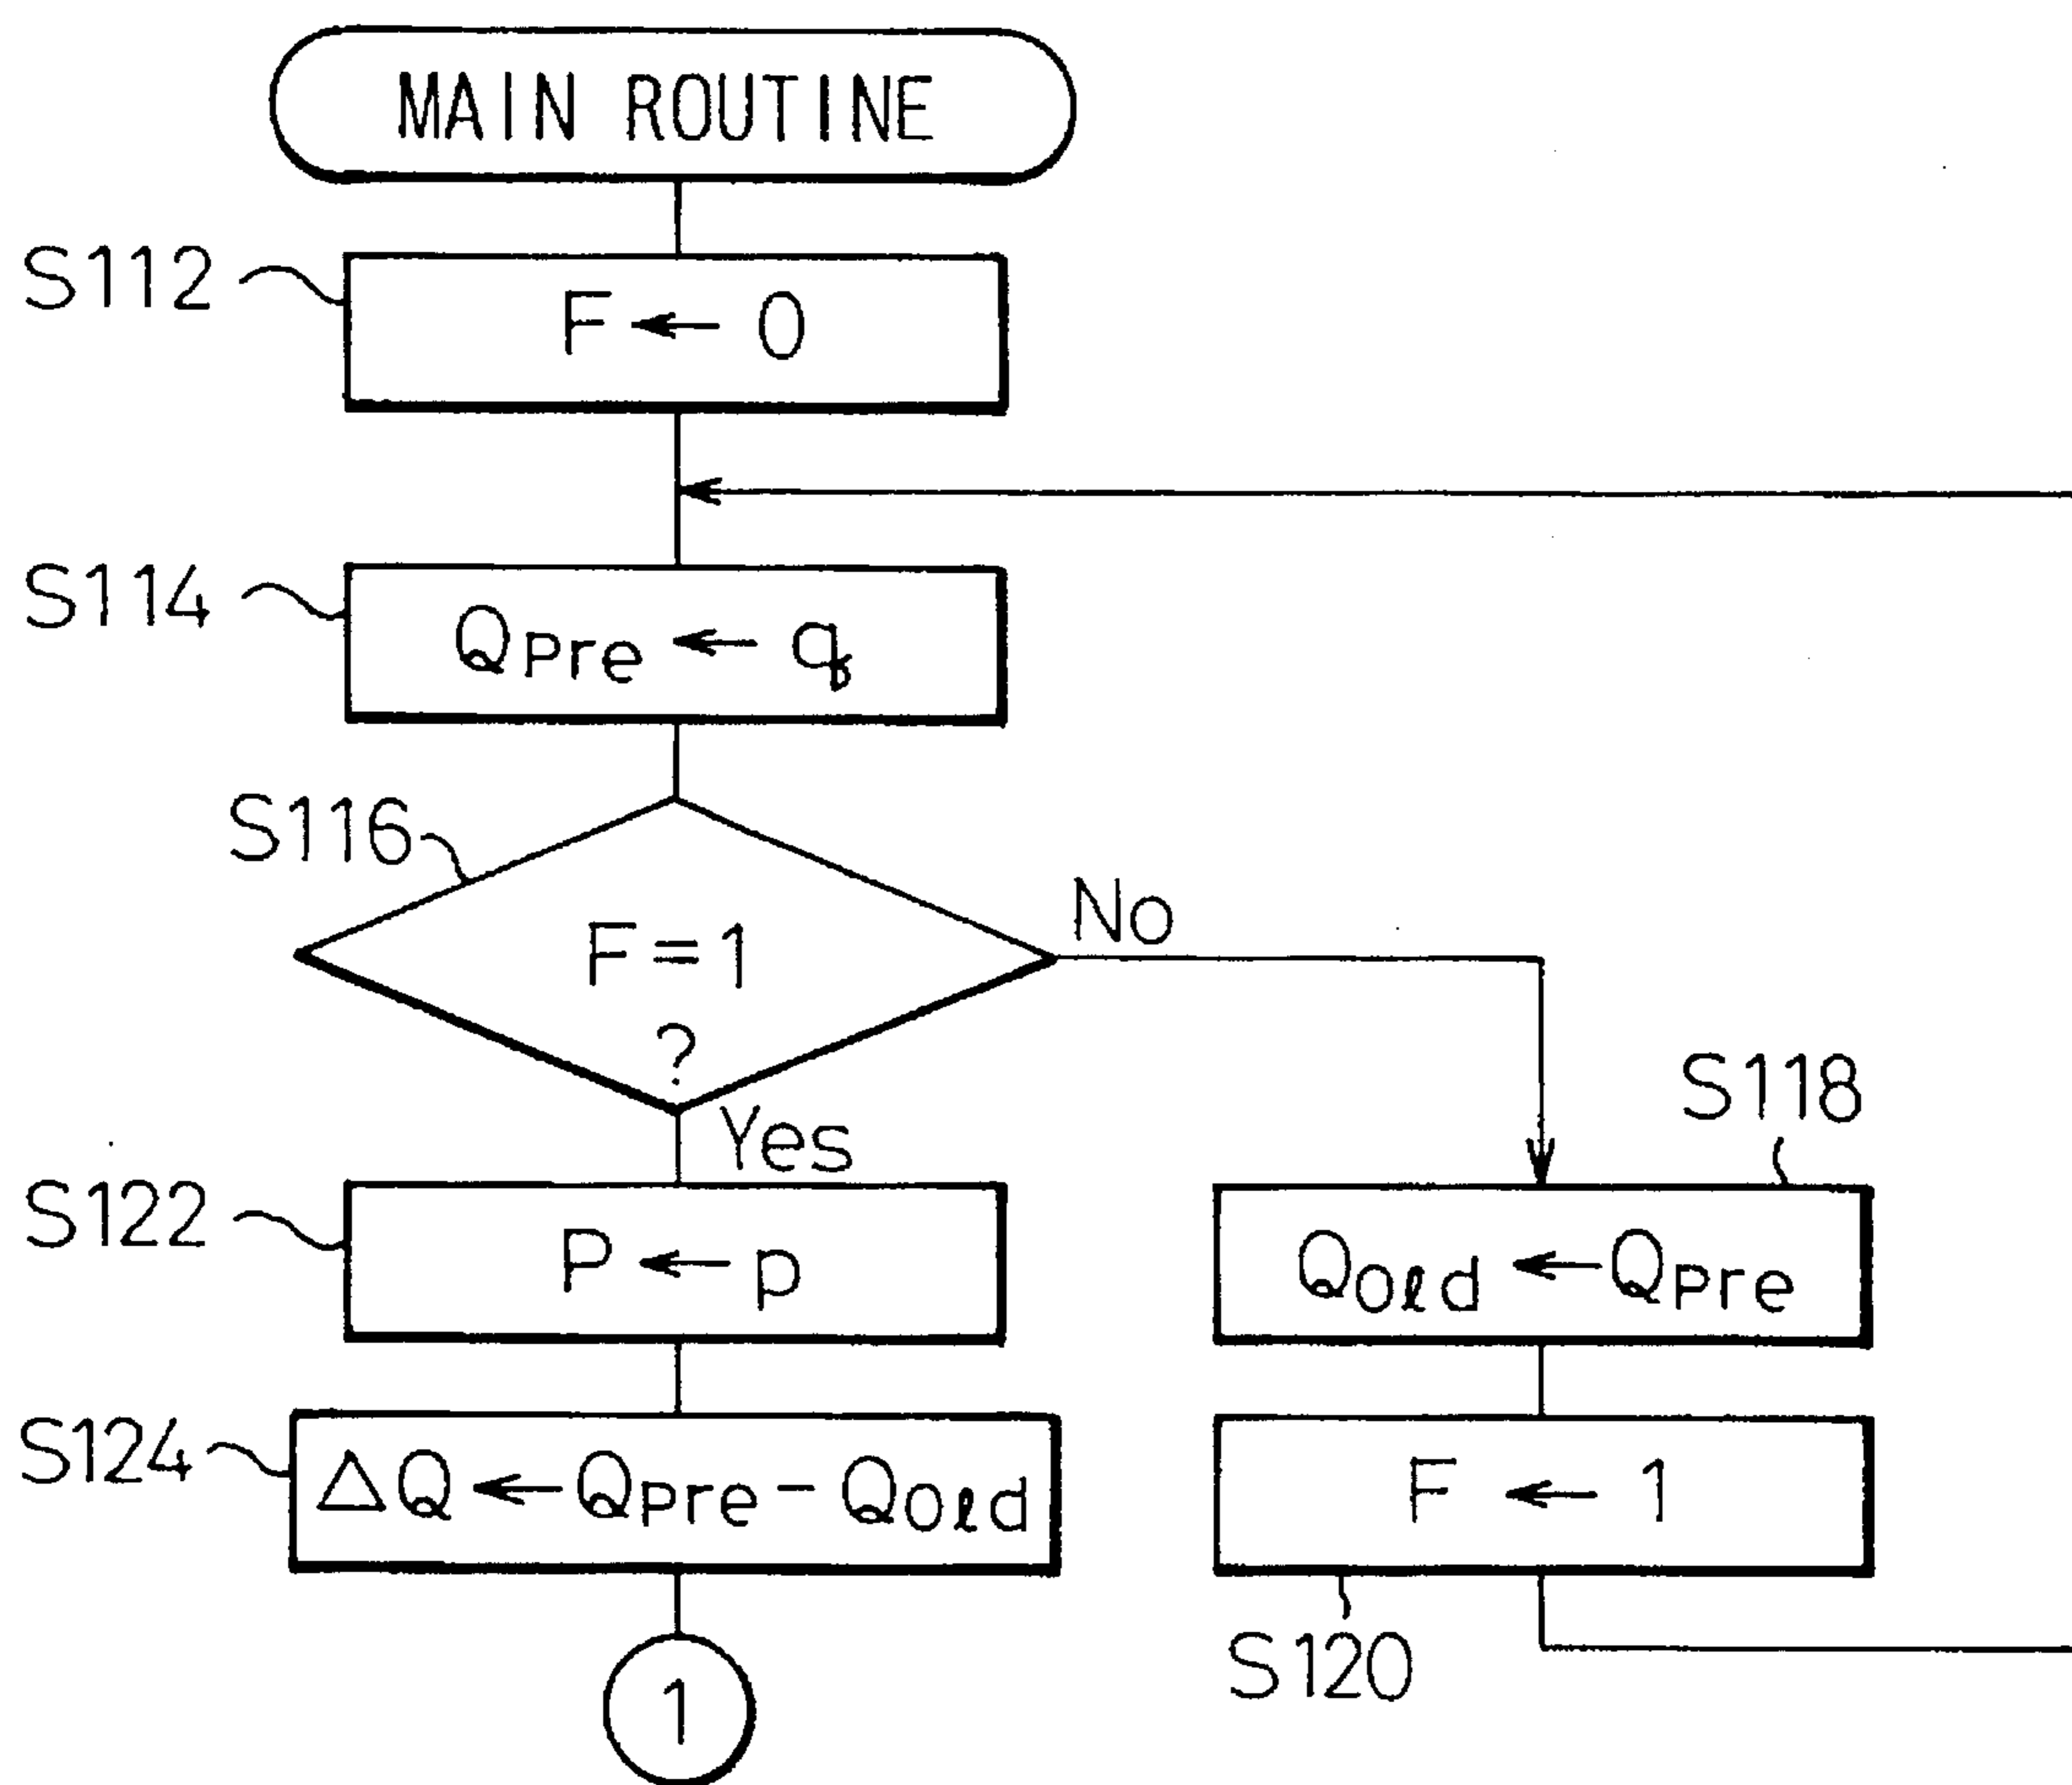 MAIN ROUTINE
S112
F ← 0
S114
QPre ← q
S116
F = 1
?
No
Yes
S118
S122
P ← p
QOld ← QPre
S124
ΔQ ← QPre − QOld
F ← 1
S120
1